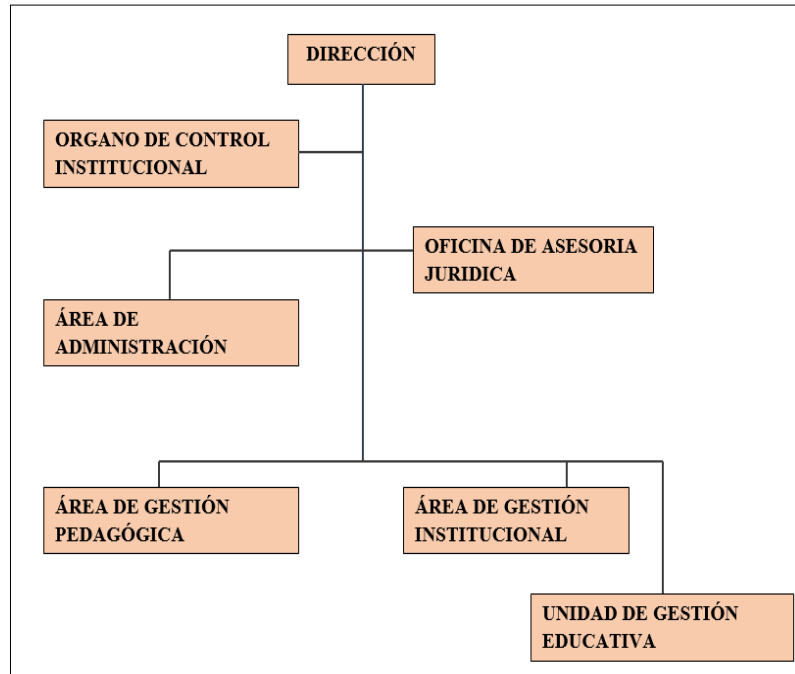 DIRECCIÓN
ORGANO DE CONTROL
INSTITUCIONAL
OFICINA DE ASESORIA
JURIDICA
ÁREA DE
ADMINISTRACIÓN
ÁREA DE GESTIÓN
PEDAGÓGICA
ÁREA DE GESTIÓN
INSTITUCIONAL
UNIDAD DE GESTIÓN
EDUCATIVA